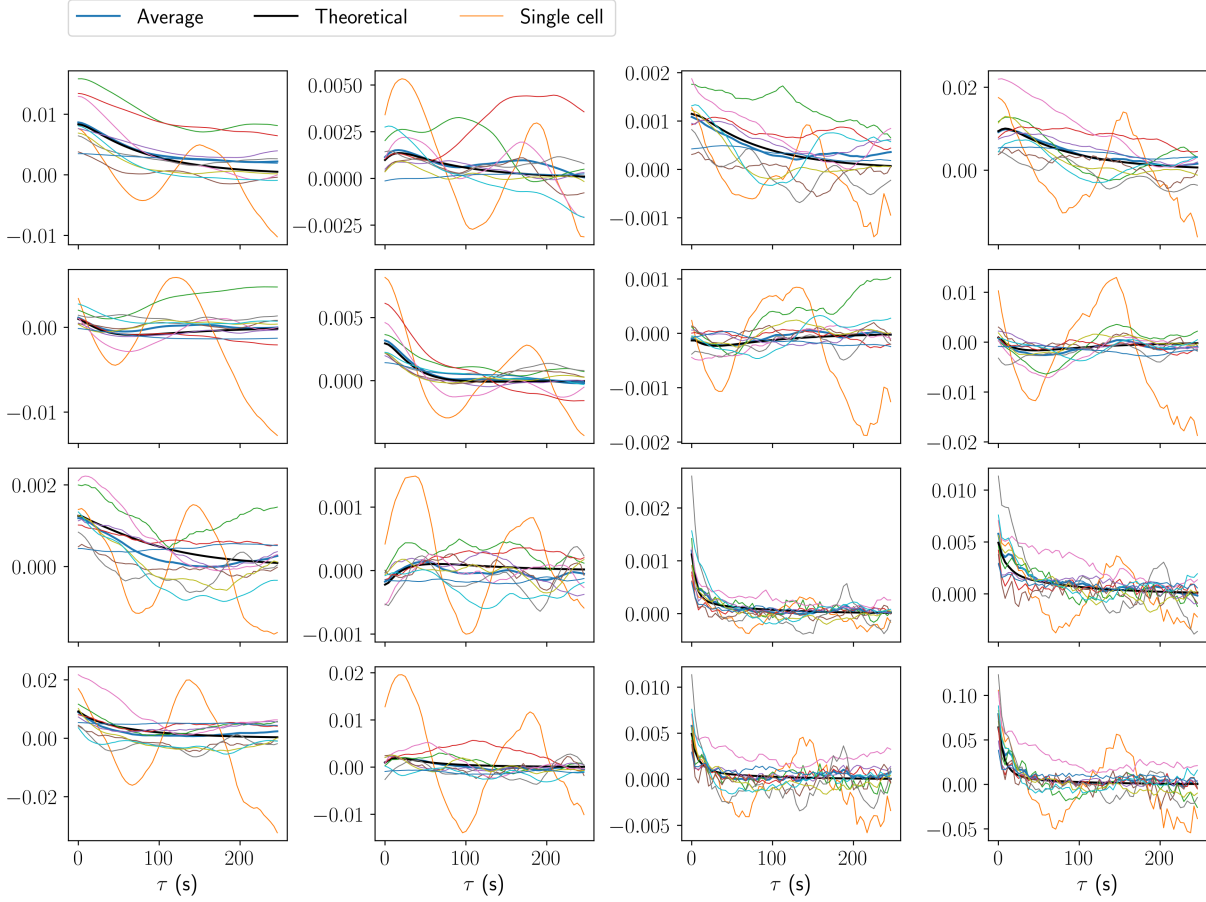 Average Theoretical Single cell
0.01 0.00 −0.01
0.0050 0.0025 0.0000 −0.0025
0.002 0.001 0.000 −0.001
0.02 0.00
0.00 −0.01
0.005 0.000
0.001 0.000 −0.001 −0.002
0.01 0.00 −0.01 −0.02
0.002 0.000
0.001 0.000 −0.001
0.002 0.001 0.000
0.010 0.005 0.000
0.02 0.00 −0.02
0.02 0.01 0.00 −0.01
0.010 0.005 0.000 −0.005
0.10 0.05 0.00 −0.05
0 100 200
0 100 200
0 100 200
0 100 200
τ (s) τ (s) τ (s) τ (s)